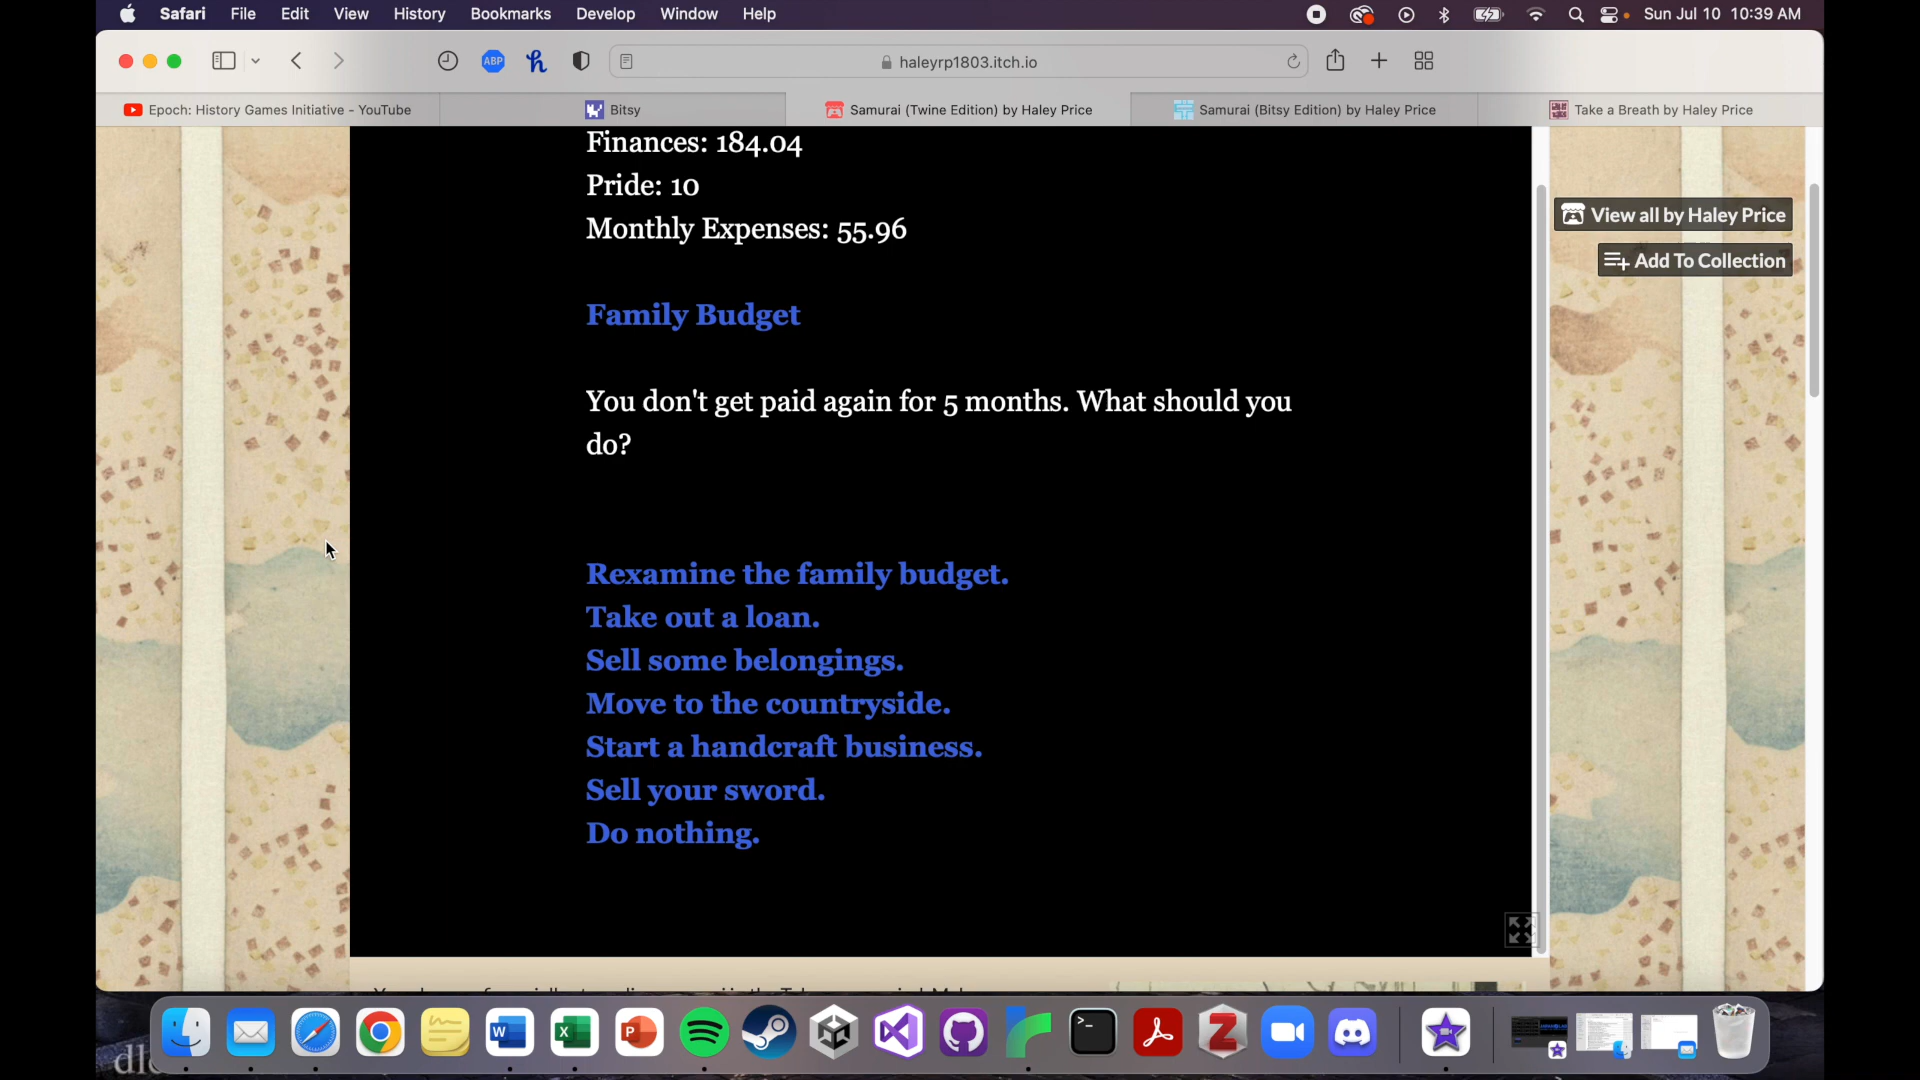 Safari File Edit View History Bookmarks Develop Window Help Sun Jul 10 10:39 AM
ABP haleyrp1803.itch.io
Epoch: History Games Initiative - YouTube Bitsy Samurai (Twine Edition) by Haley Price Samurai (Bitsy Edition) by Haley Price Take a Breath by Haley Price
Finances: 184.04
Pride: 10
Monthly Expenses: 55.96
View all by Haley Price
Add To Collection
Family Budget
You don't get paid again for 5 months. What should you
do?
Rexamine the family budget.
Take out a loan.
Sell some belongings.
Move to the countryside.
Start a handcraft business.
Sell your sword.
Do nothing.